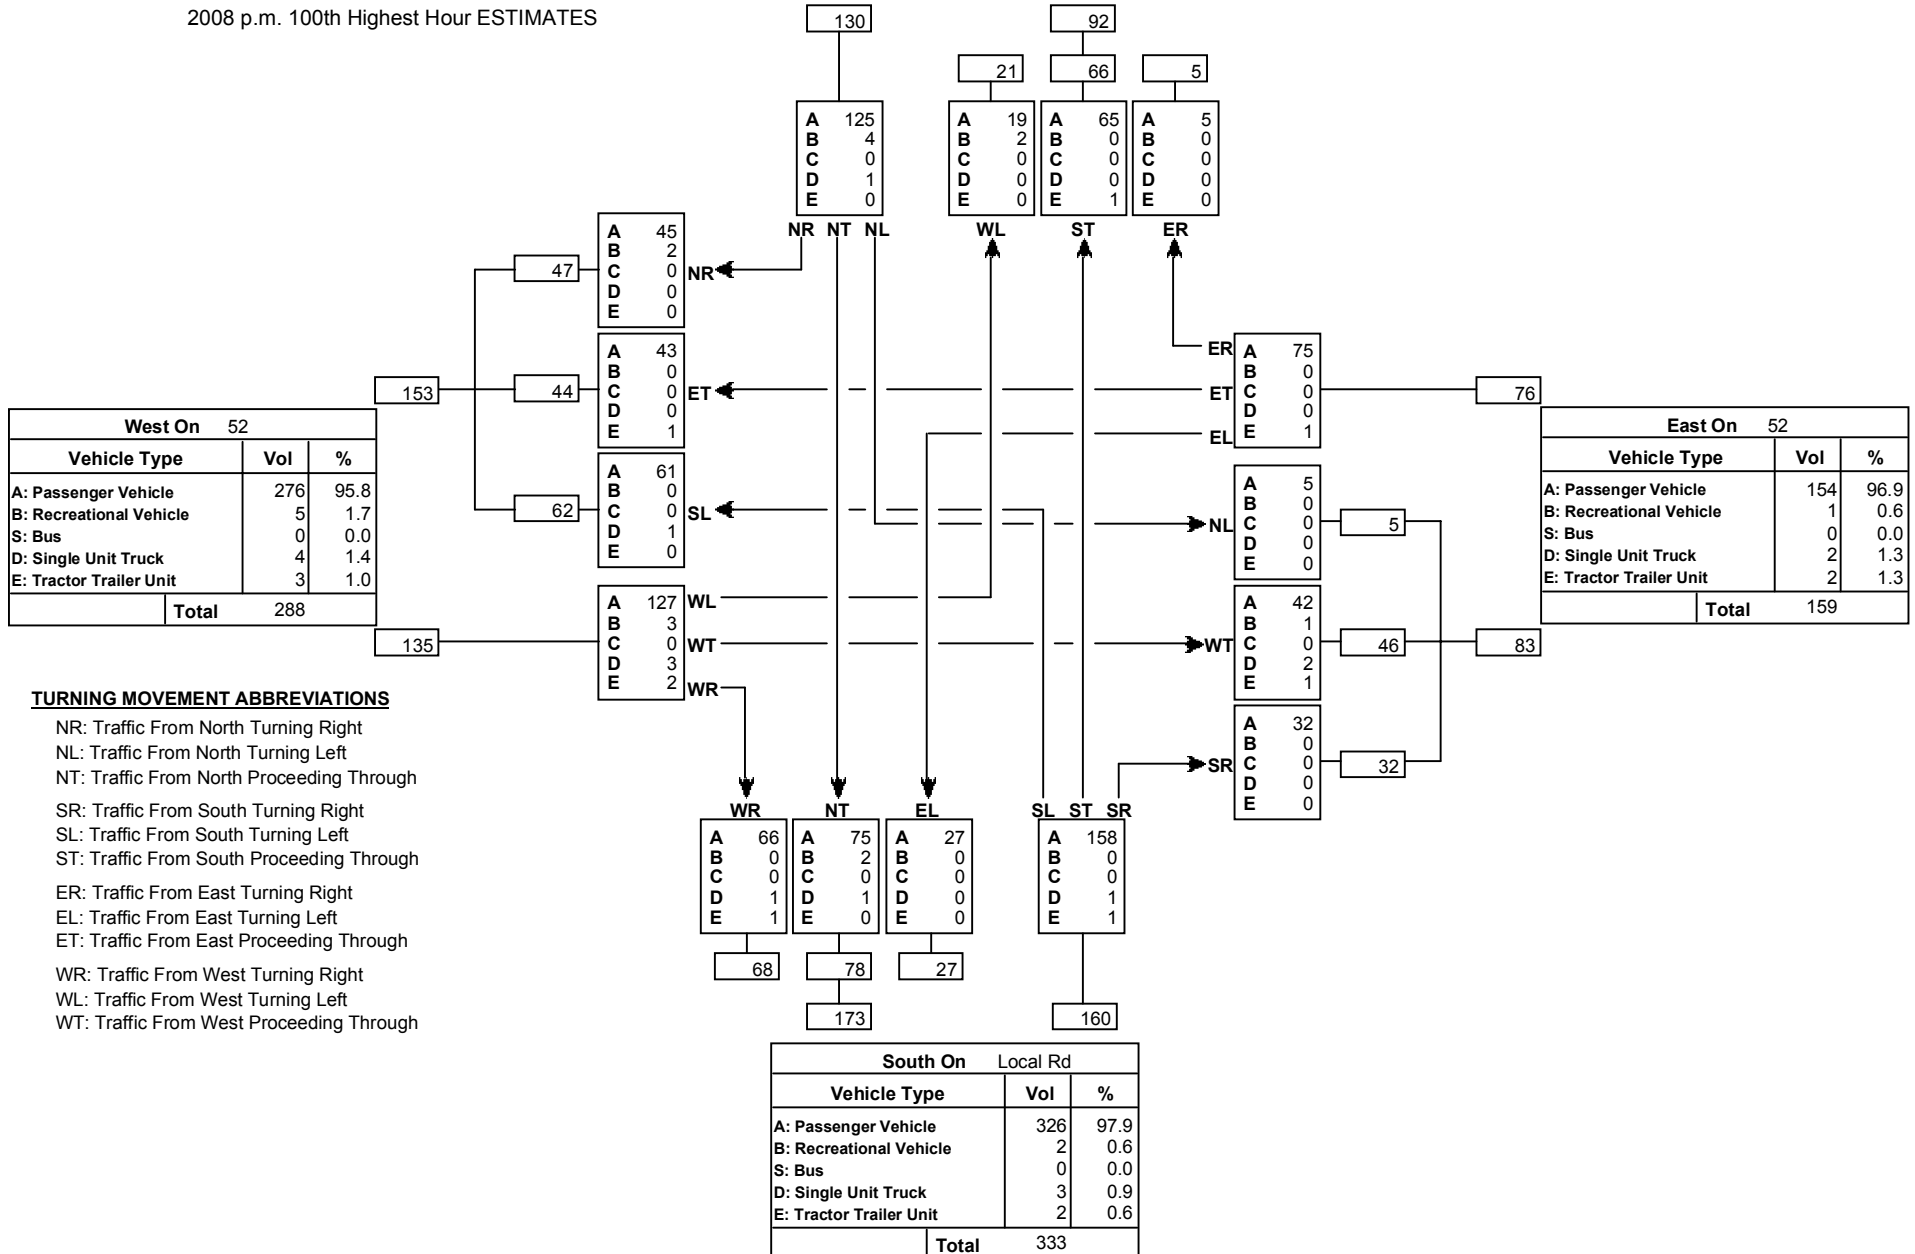 2008 p.m. 100th Highest Hour ESTIMATES
130
92
21
66
5
A 125
B 4
C 0
D 1
E 0
A 19
B 2
C 0
D 0
E 0
A 65
B 0
C 0
D 0
E 1
A 5
B 0
C 0
D 0
E 0
NR NT NL
WL
ST
ER
47
A 45
B 2
C 0
D 0
E 0
NR
153
44
A 43
B 0
C 0
D 0
E 1
ET
62
A 61
B 0
C 0
D 1
E 0
SL
ER
ET
EL
A 75
B 0
C 0
D 0
E 1
76
West On 52
Vehicle Type Vol %
A: Passenger Vehicle 276 95.8
B: Recreational Vehicle 5 1.7
S: Bus 0 0.0
D: Single Unit Truck 4 1.4
E: Tractor Trailer Unit 3 1.0
Total 288
East On 52
Vehicle Type Vol %
A: Passenger Vehicle 154 96.9
B: Recreational Vehicle 1 0.6
S: Bus 0 0.0
D: Single Unit Truck 2 1.3
E: Tractor Trailer Unit 2 1.3
Total 159
NL
A 5
B 0
C 0
D 0
E 0
5
135
A 127
B 3
C 0
D 3
E 2
WL
WT
WR
WT
A 42
B 1
C 0
D 2
E 1
46
83
SR
A 32
B 0
C 0
D 0
E 0
32
TURNING MOVEMENT ABBREVIATIONS
NR: Traffic From North Turning Right
NL: Traffic From North Turning Left
NT: Traffic From North Proceeding Through
SR: Traffic From South Turning Right
SL: Traffic From South Turning Left
ST: Traffic From South Proceeding Through
ER: Traffic From East Turning Right
EL: Traffic From East Turning Left
ET: Traffic From East Proceeding Through
WR: Traffic From West Turning Right
WL: Traffic From West Turning Left
WT: Traffic From West Proceeding Through
WR
NT
EL
SL ST SR
A 66
B 0
C 0
D 1
E 1
A 75
B 2
C 0
D 1
E 0
A 27
B 0
C 0
D 0
E 0
A 158
B 0
C 0
D 1
E 1
68
78
27
173
160
South On Local Rd
Vehicle Type Vol %
A: Passenger Vehicle 326 97.9
B: Recreational Vehicle 2 0.6
S: Bus 0 0.0
D: Single Unit Truck 3 0.9
E: Tractor Trailer Unit 2 0.6
Total 333